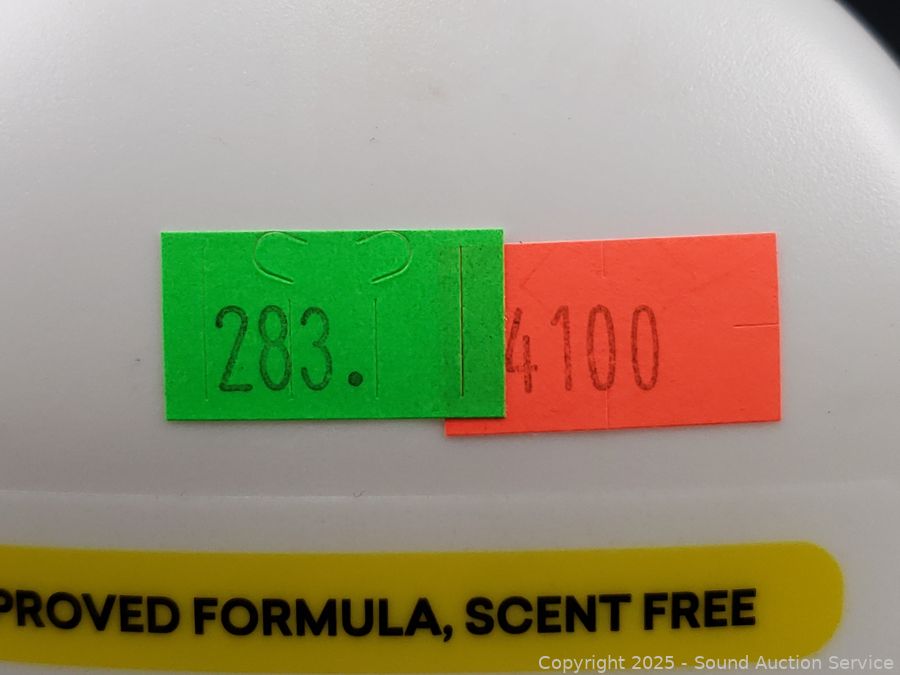 283.
4100
PROVED FORMULA, SCENT FREE
Copyright 2025 - Sound Auction Service